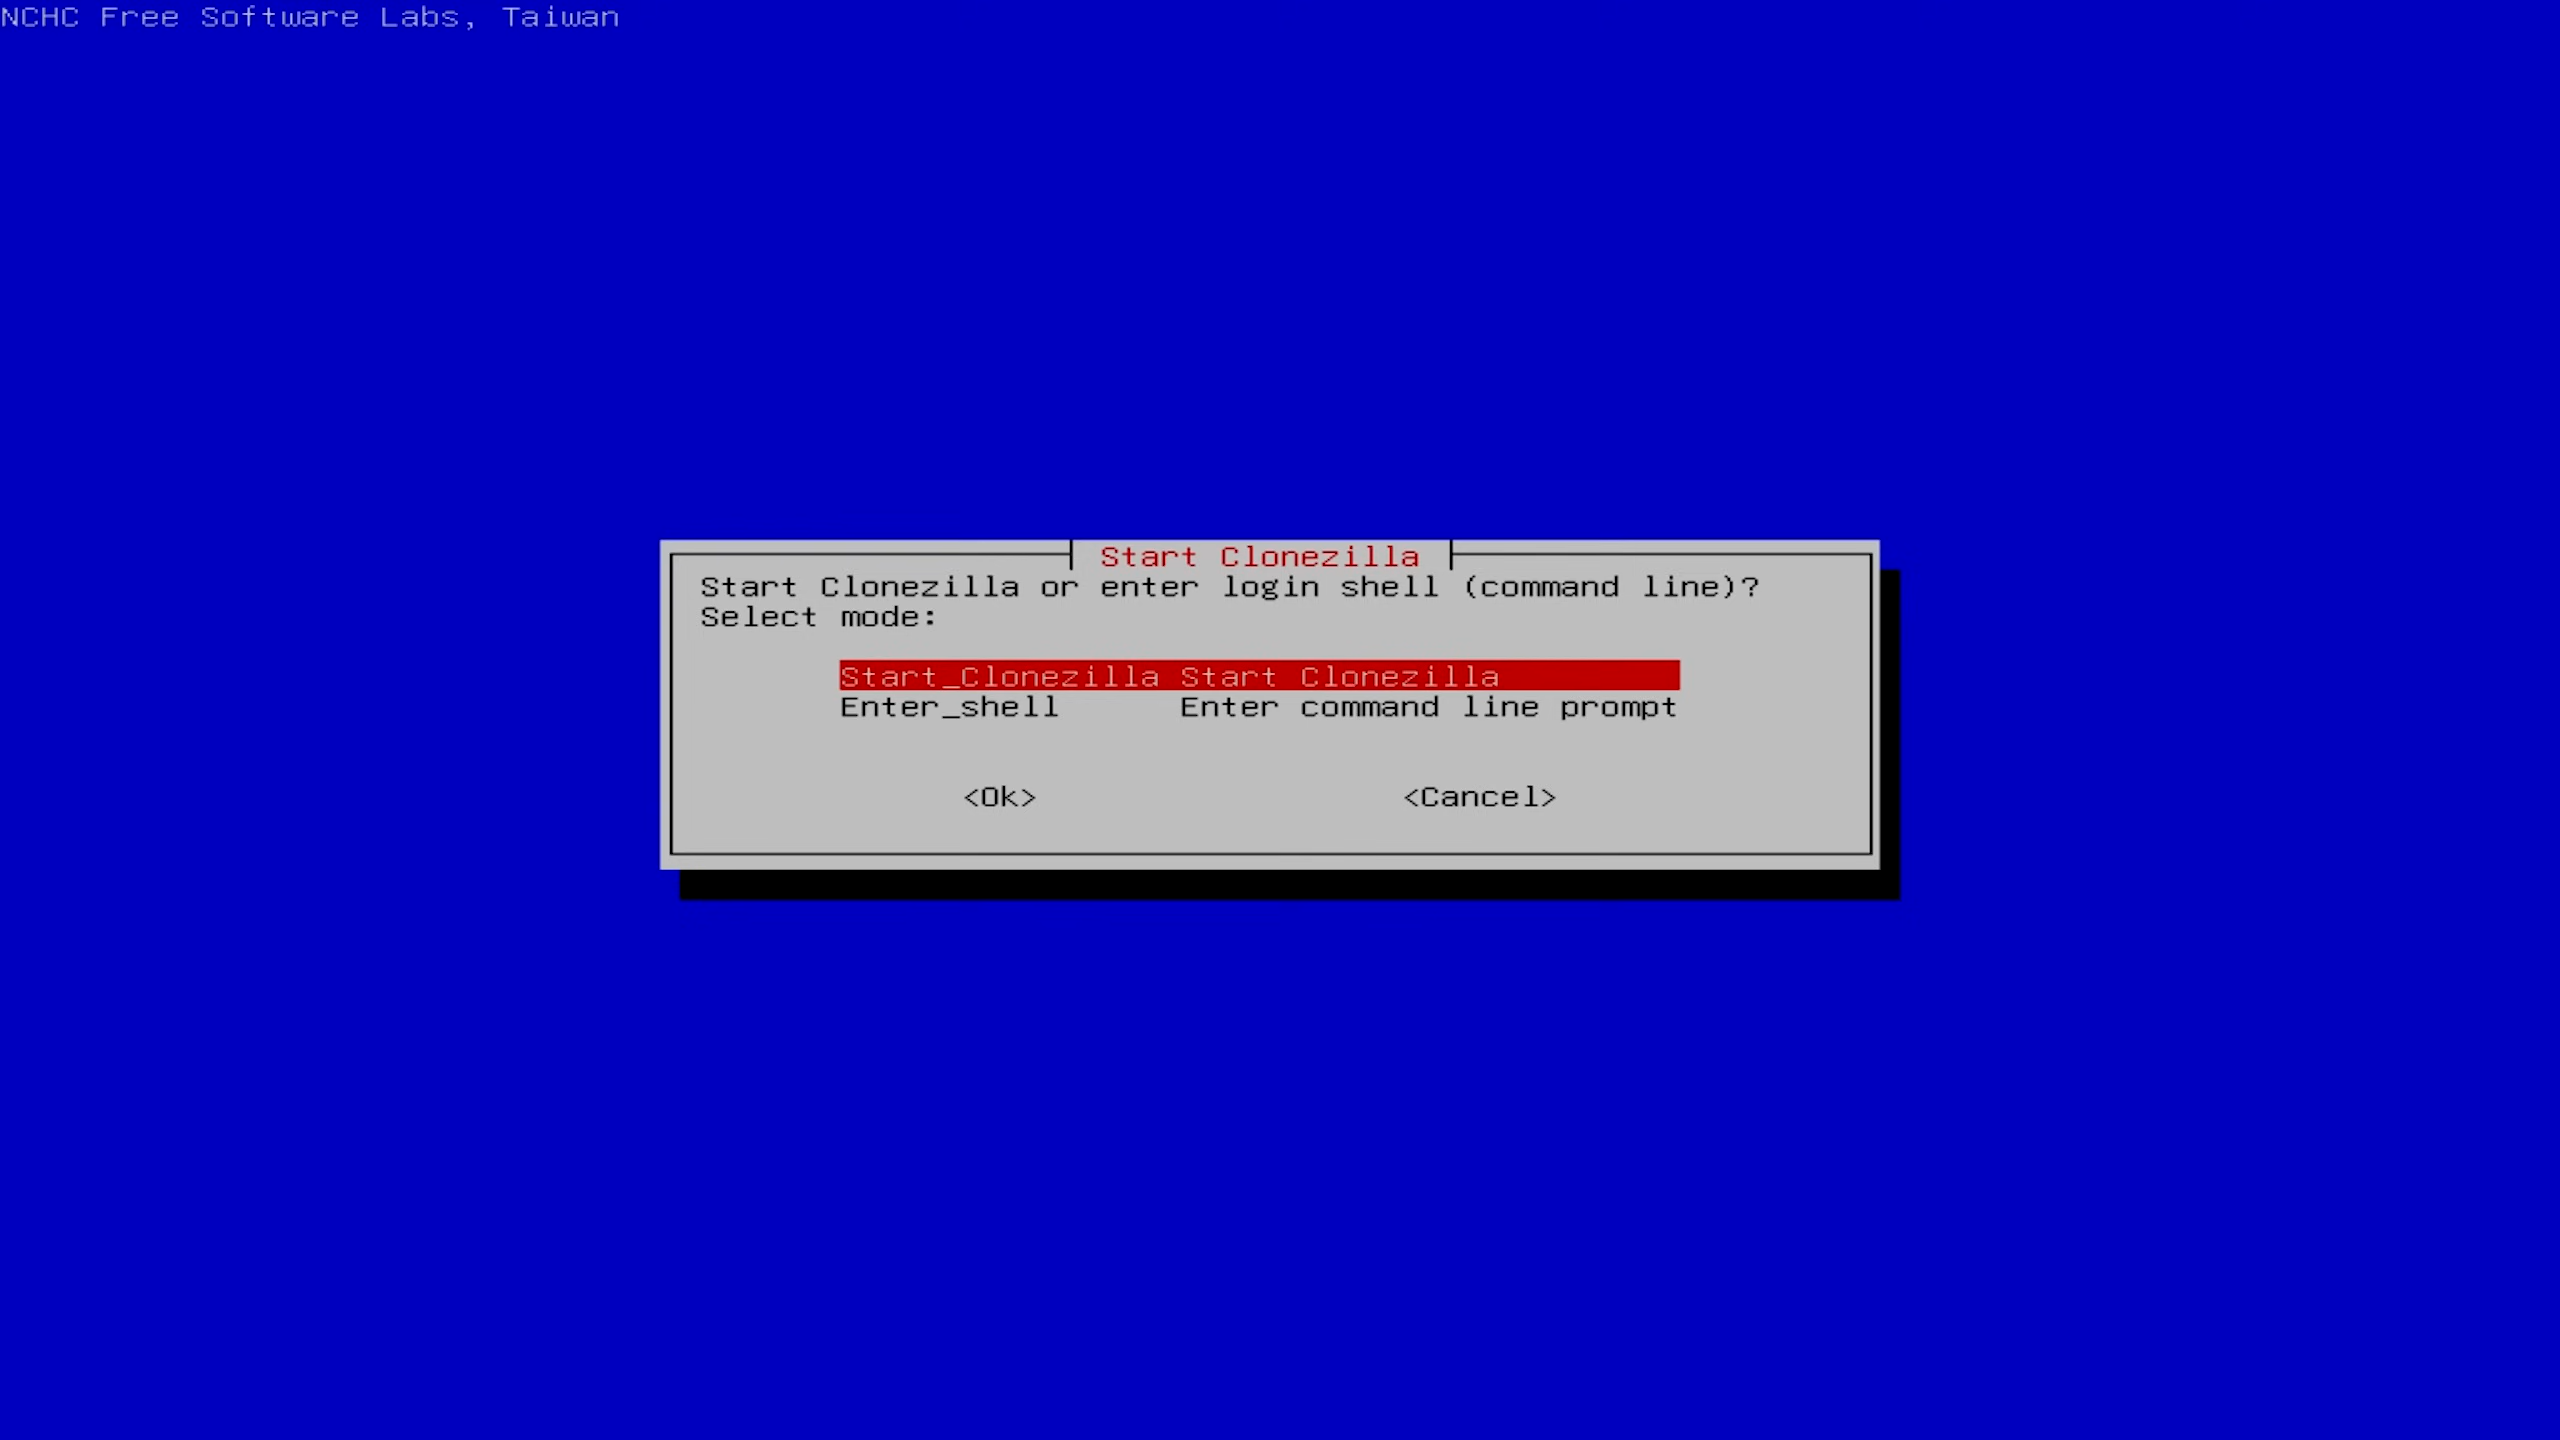 NCHC Free Software Labs, Taiwan
Start Clonezilla
Start Clonezilla or enter login shell (command line)?
Select mode:
Start_Clonezilla Start Clonezilla
Enter_shell Enter command line prompt
<Ok> <Cancel>